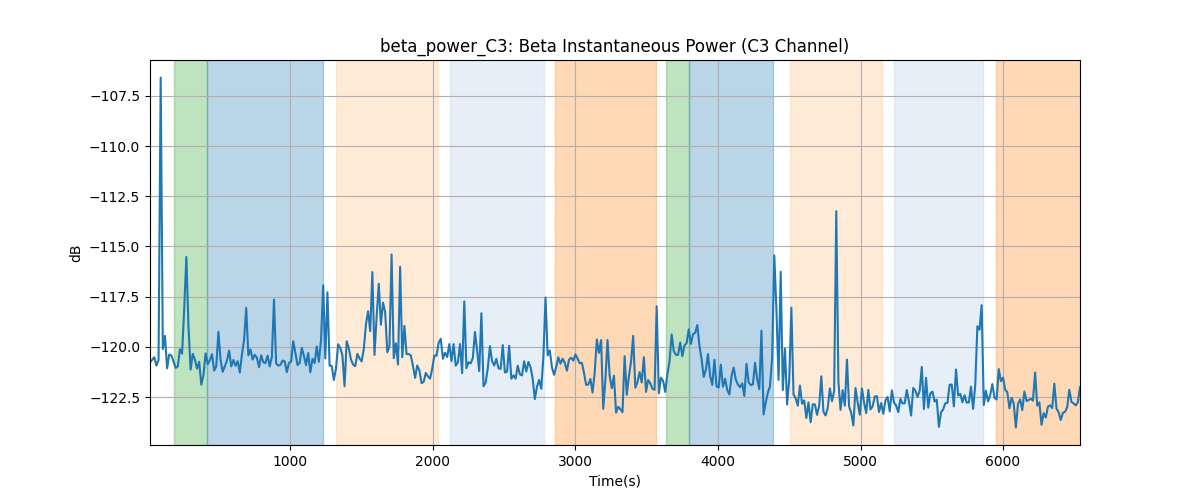 beta_power_C3: Beta Instantaneous Power (C3 Channel)
dB
−107.5
−110.0
−112.5
−115.0
−117.5
−120.0
−122.5
1000 2000 3000 4000 5000 6000
Time(s)